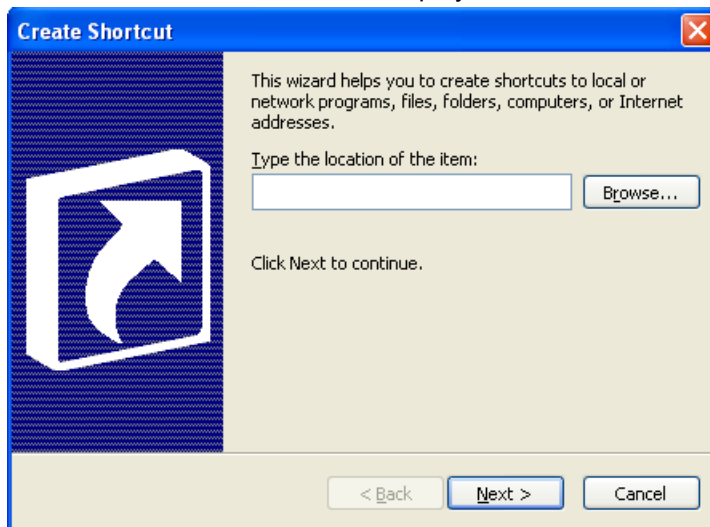 Create Shortcut
This wizard helps you to create shortcuts to local or
network programs, files, folders, computers, or Internet
addresses.
Type the location of the item:
Browse...
Click Next to continue.
< Back Next > Cancel